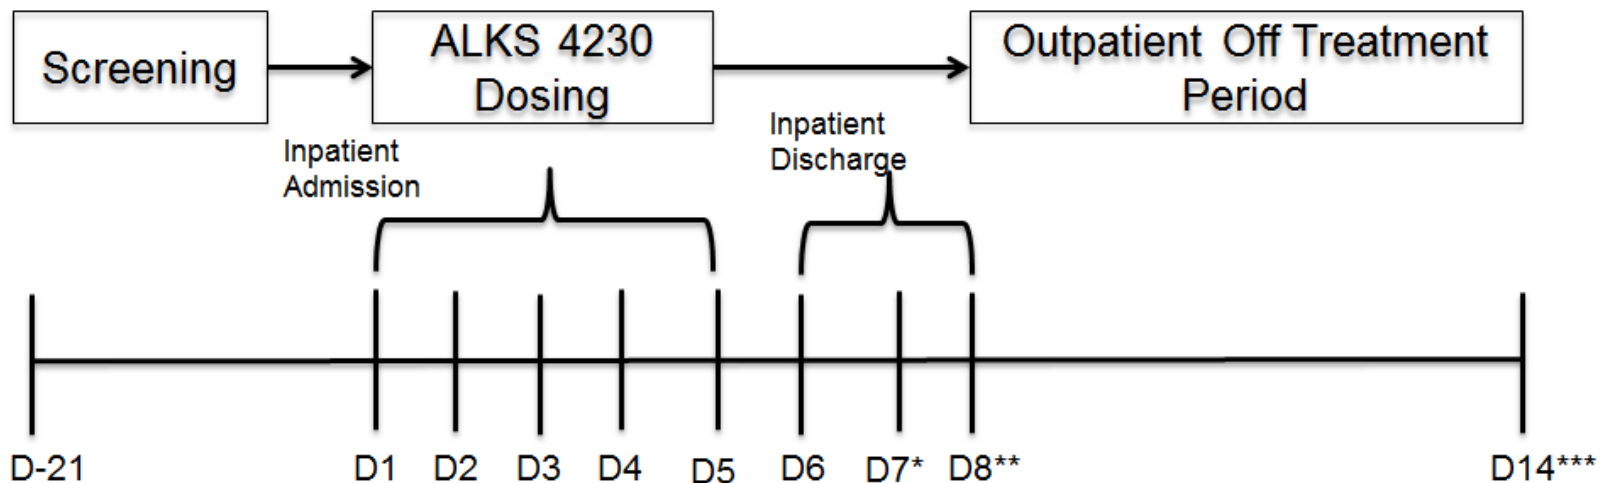 Screening
ALKS 4230
Dosing
Outpatient Off Treatment
Period
Inpatient
Admission
Inpatient
Discharge
D-21
D1
D2
D3
D4
D5
D6
D7*
D8**
D14***